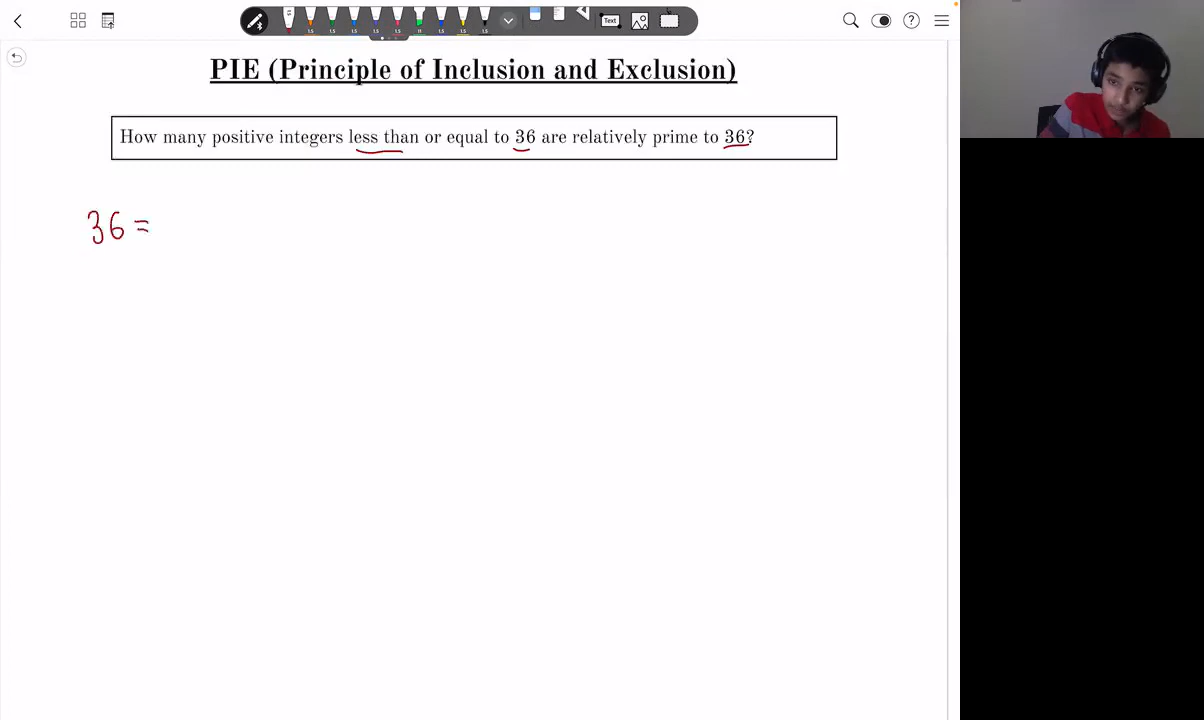 Text
PIE (Principle of Inclusion and Exclusion)
How many positive integers less than or equal to 36 are relatively prime to 36?
36 =